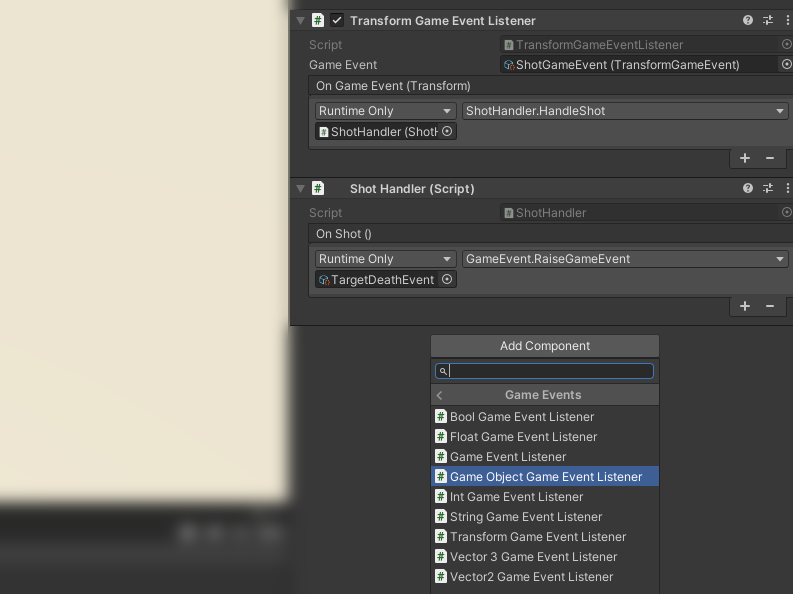 Transform Game Event Listener
Script TransformGameEventListener
Game Event ShotGameEvent (TransformGameEvent)
On Game Event (Transform)
Runtime Only ShotHandler.HandleShot
ShotHandler (Shot
Shot Handler (Script)
Script ShotHandler
On Shot ()
Runtime Only GameEvent.RaiseGameEvent
TargetDeathEvent
Add Component
Game Events
Bool Game Event Listener
Float Game Event Listener
Game Event Listener
Game Object Game Event Listener
Int Game Event Listener
String Game Event Listener
Transform Game Event Listener
Vector 3 Game Event Listener
Vector2 Game Event Listener